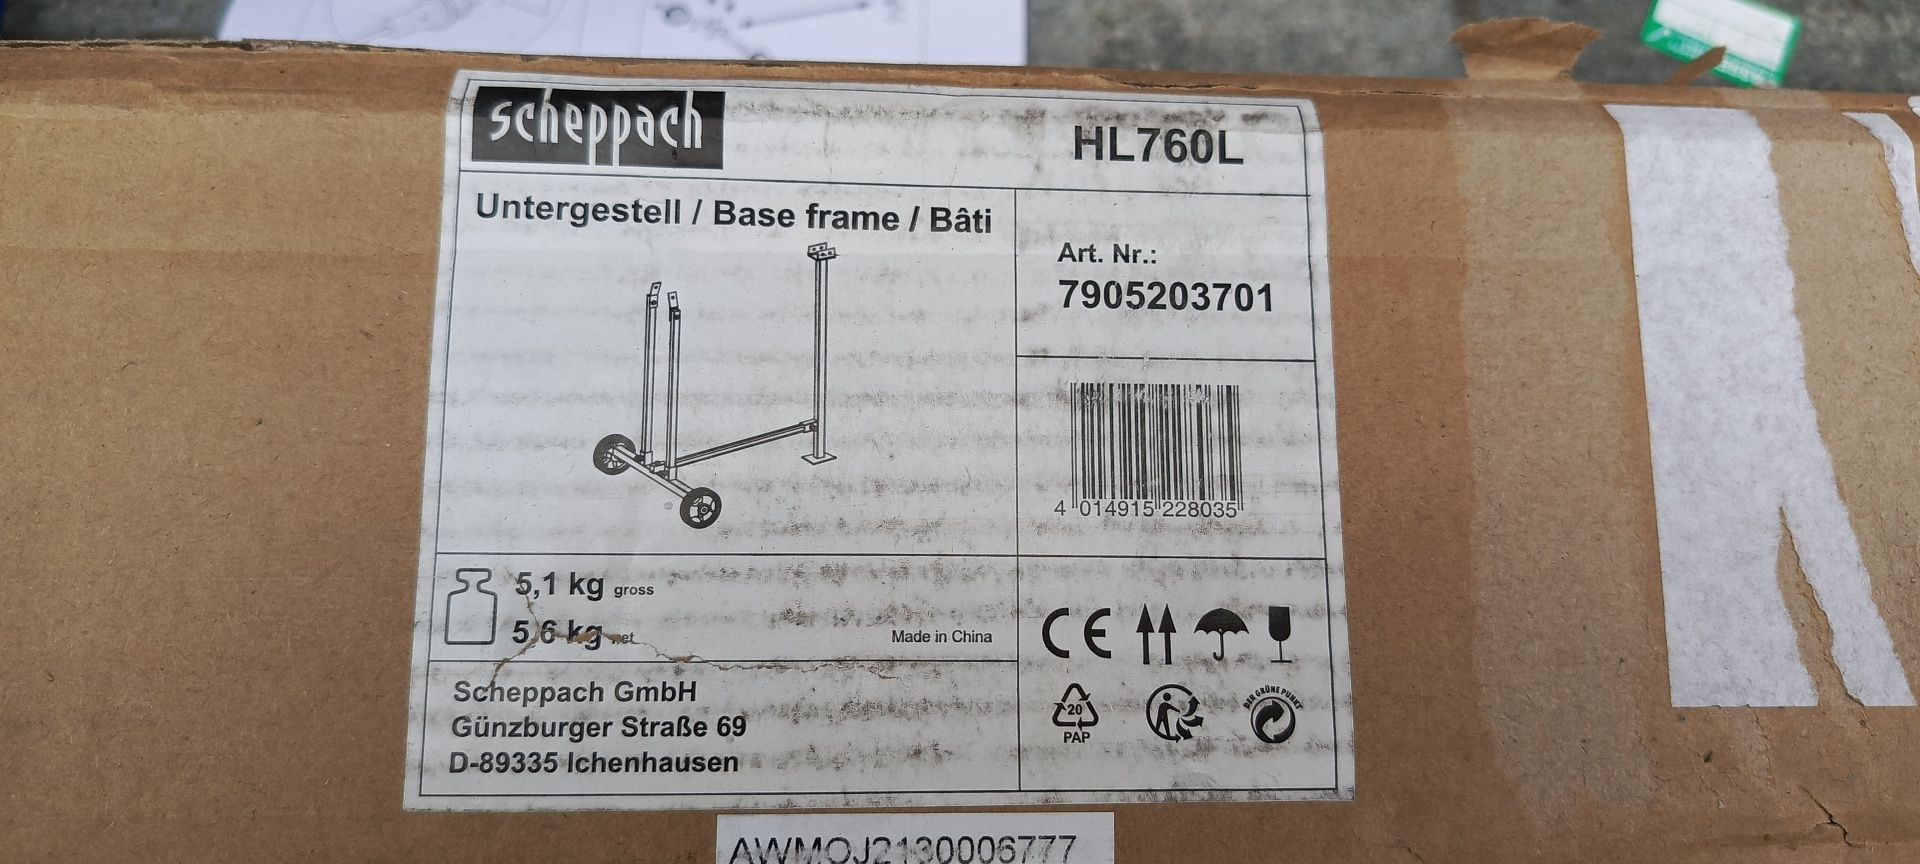 scheppach
HL760L
Untergestell / Base frame / Bâti
Art. Nr.:
7905203701
4 014915 228035
5,1 kg gross
5,6 kg net
Made in China
CE
Scheppach GmbH
Günzburger Straße 69
D-89335 Ichenhausen
20
PAP
DER GRÜNE PUNKT
AWMOJ2130006777